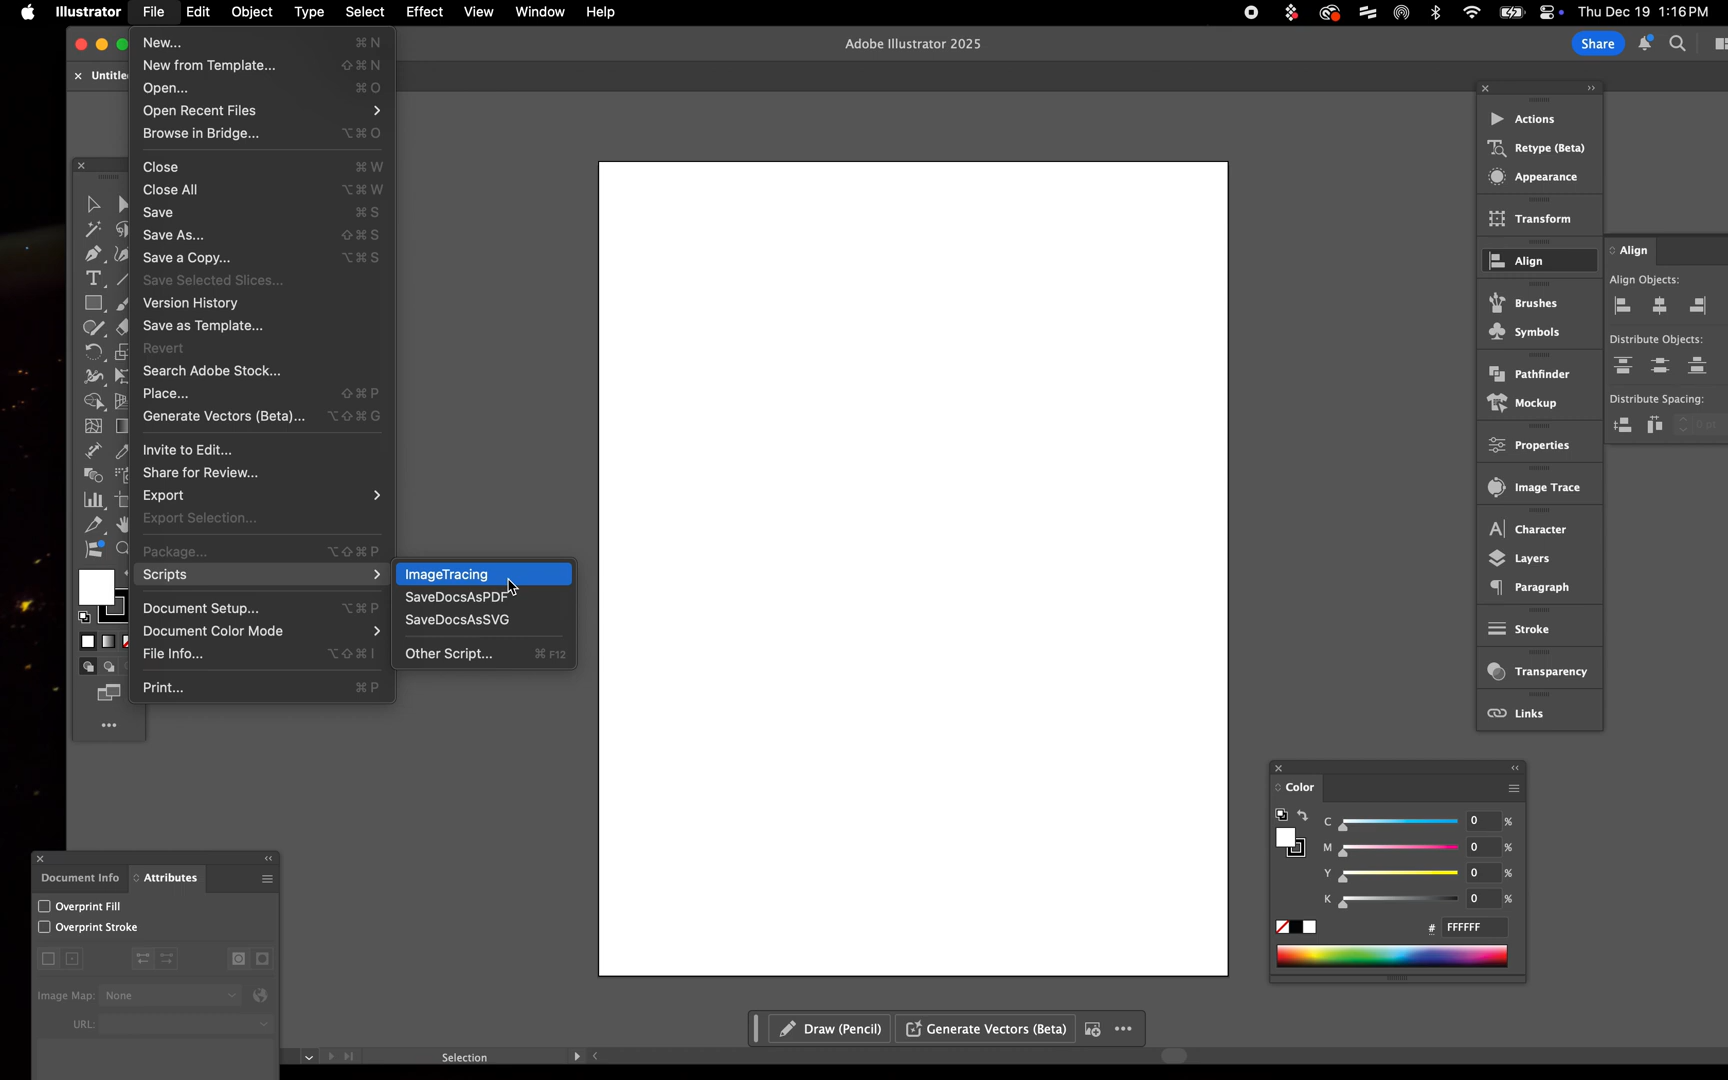 Illustrator File Edit Object Type Select Effect View Window Help Thu Dec 19 1:16 PM
Adobe Illustrator 2025
Share
× Untitle
New... ⌘ N
New from Template... ⇧ ⌘ N
Open... ⌘ O
Open Recent Files >
Browse in Bridge... ⌥ ⌘ O
Close ⌘ W
Close All ⌥ ⌘ W
Save ⌘ S
Save As... ⇧ ⌘ S
Save a Copy... ⌥ ⌘ S
Save Selected Slices...
Version History
Save as Template...
Revert
Search Adobe Stock...
Place... ⇧ ⌘ P
Generate Vectors (Beta)... ⌥ ⇧ ⌘ G
Invite to Edit...
Share for Review...
Export >
Export Selection...
Package... ⌥ ⇧ ⌘ P
Scripts >
Document Setup... ⌥ ⌘ P
Document Color Mode >
File Info... ⌥ ⇧ ⌘ I
Print... ⌘ P
ImageTracing
SaveDocsAsPDF
SaveDocsAsSVG
Other Script... ⌘ F12
Actions
Retype (Beta)
Appearance
Transform
Align
Brushes
Symbols
Pathfinder
Mockup
Properties
Image Trace
Character
Layers
Paragraph
Stroke
Transparency
Links
Align
Align Objects:
Distribute Objects:
Distribute Spacing:
0 pt
Color
C 0 %
M 0 %
Y 0 %
K 0 %
# FFFFFF
Document Info Attributes
Overprint Fill
Overprint Stroke
Image Map: None
URL:
Draw (Pencil) Generate Vectors (Beta)
Selection